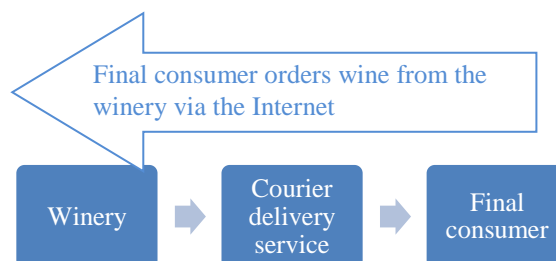 Final consumer orders wine from the
winery via the Internet
Winery
Courier
delivery
service
Final
consumer